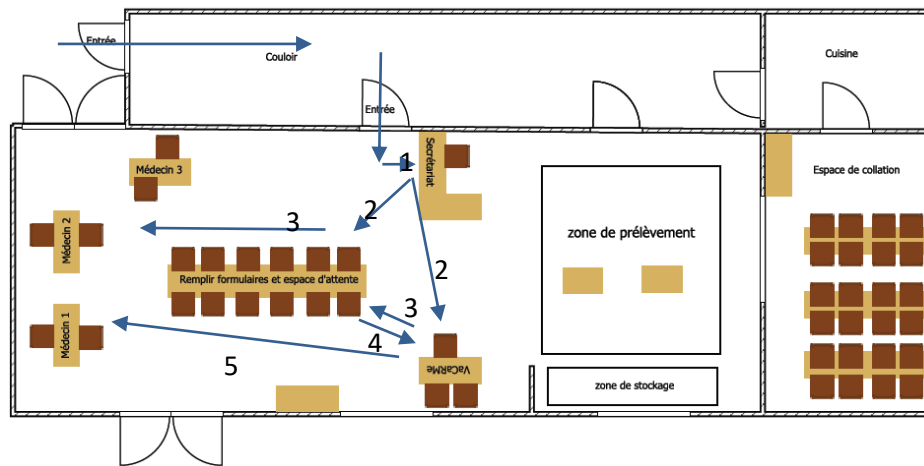 Entrée
Couloir
Cuisine
Entrée
1
Secrétariat
Médecin 3
Espace de collation
2
3
Médecin 2
zone de prélèvement
2
Remplir formulaires et espace d'attente
3
Médecin 1
4
5
VaCaRMe
zone de stockage